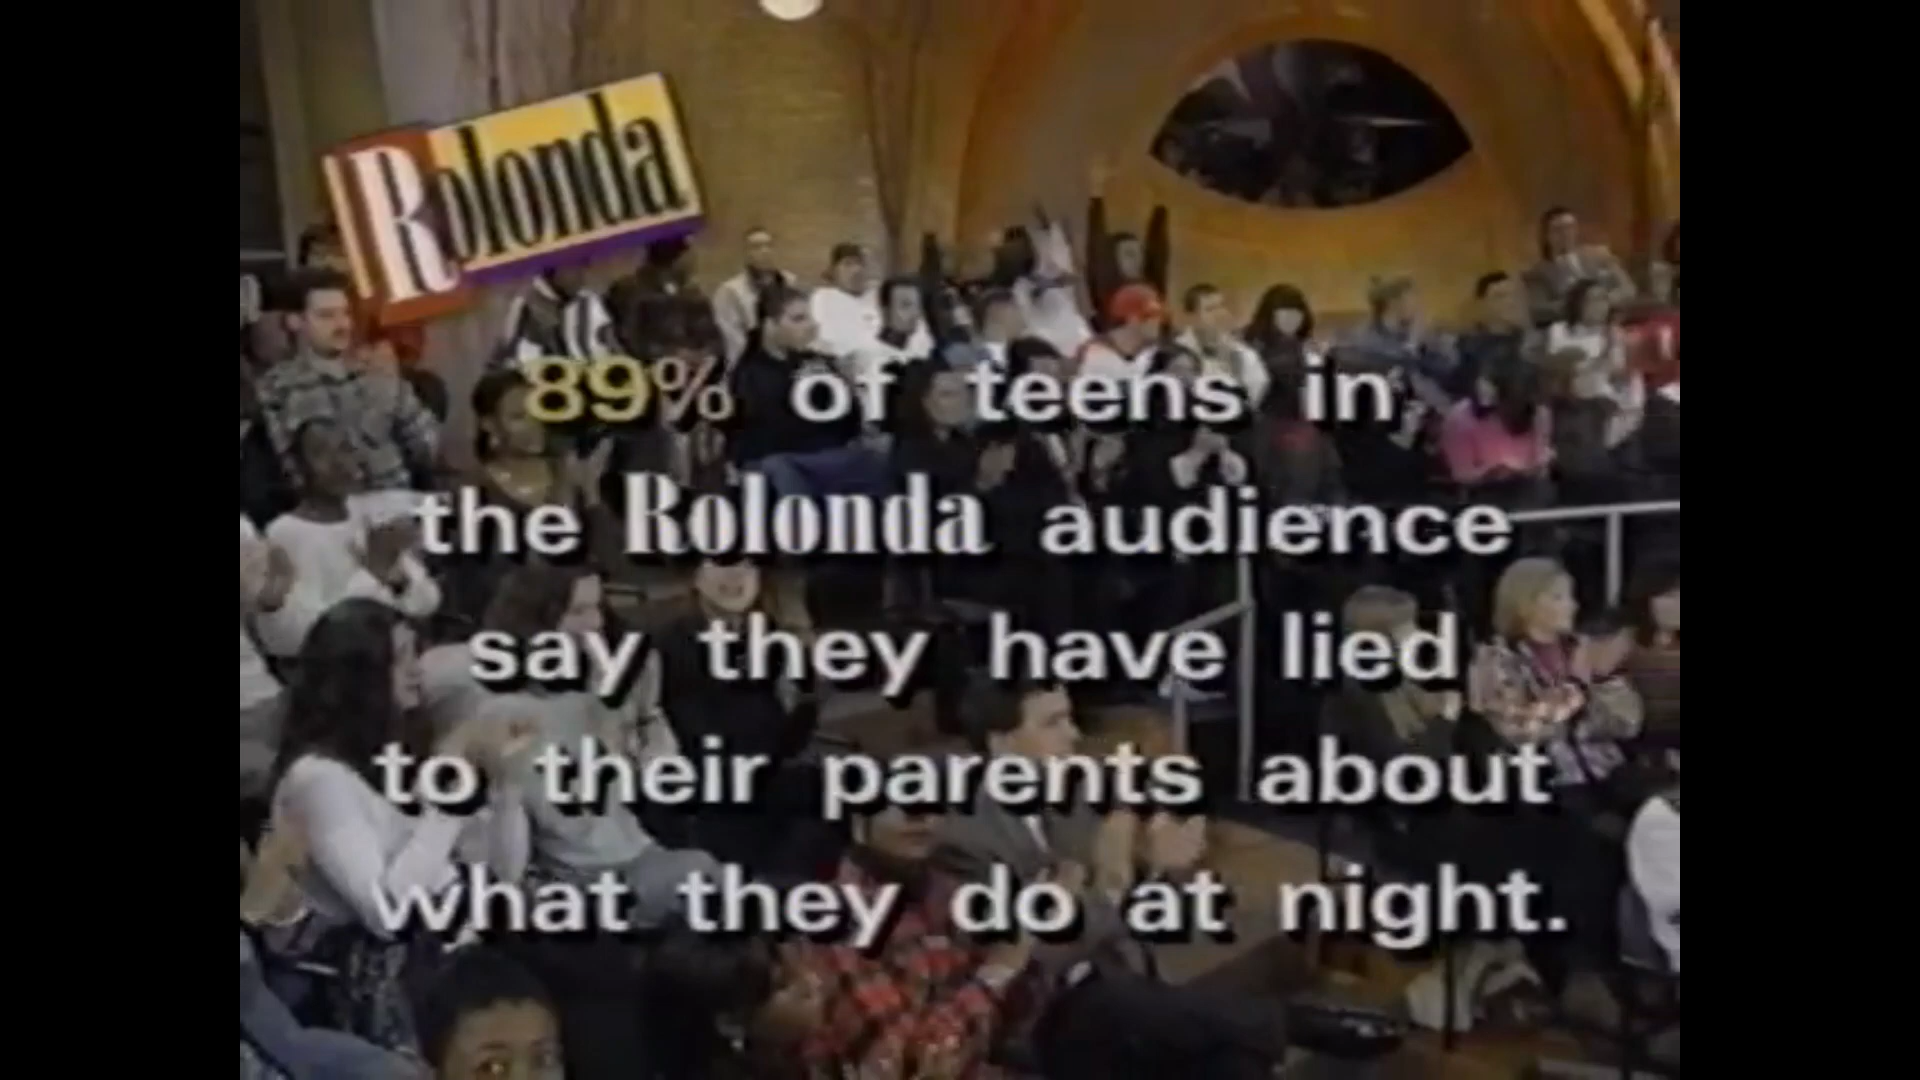 Rolonda
89% of teens in
the Rolonda audience
say they have lied
to their parents about
what they do at night.